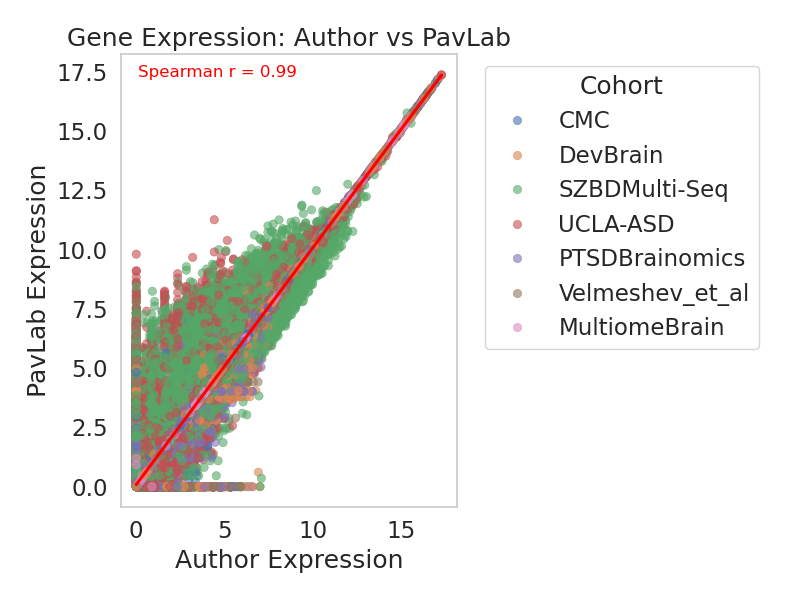 Gene Expression: Author vs PavLab
Spearman r = 0.99
PavLab Expression
17.5
15.0
12.5
10.0
7.5
5.0
2.5
0.0
0
5
10
15
Author Expression
Cohort
CMC
DevBrain
SZBDMulti-Seq
UCLA-ASD
PTSDBrainomics
Velmeshev_et_al
MultiomeBrain